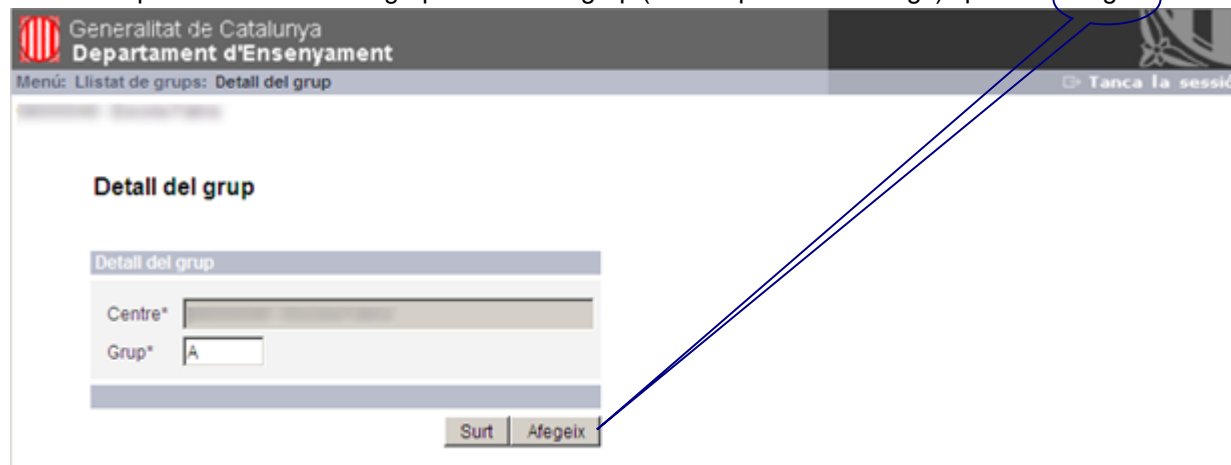 Generalitat de Catalunya
Departament d'Ensenyament
Menú: Llistat de grups: Detall del grup
Tanca la sessió
Detall del grup
Detall del grup
Centre*
Grup* A
Surt Afegeix